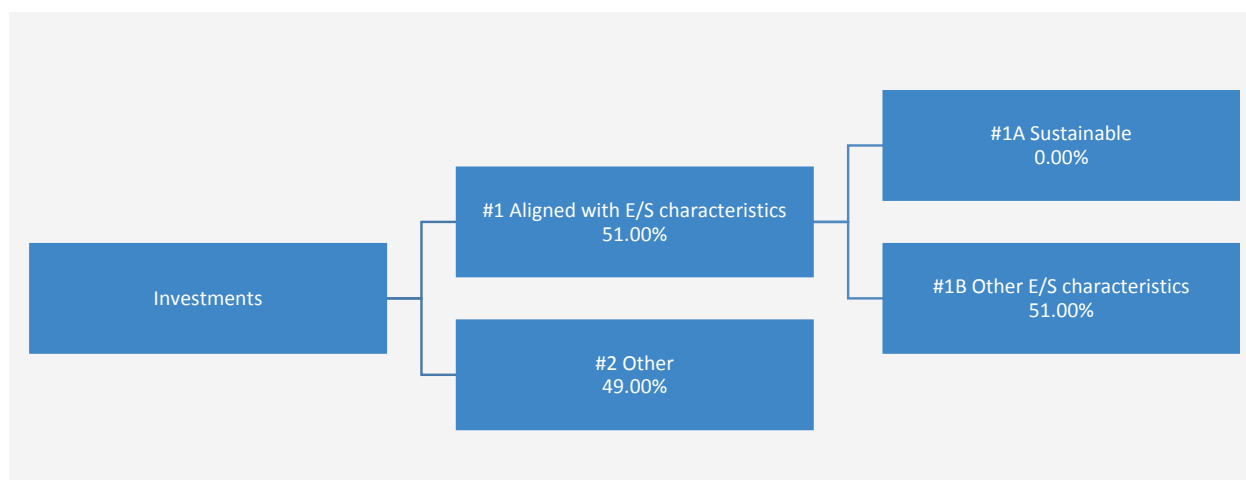 Investments
#1 Aligned with E/S characteristics
51.00%
#2 Other
49.00%
#1A Sustainable
0.00%
#1B Other E/S characteristics
51.00%